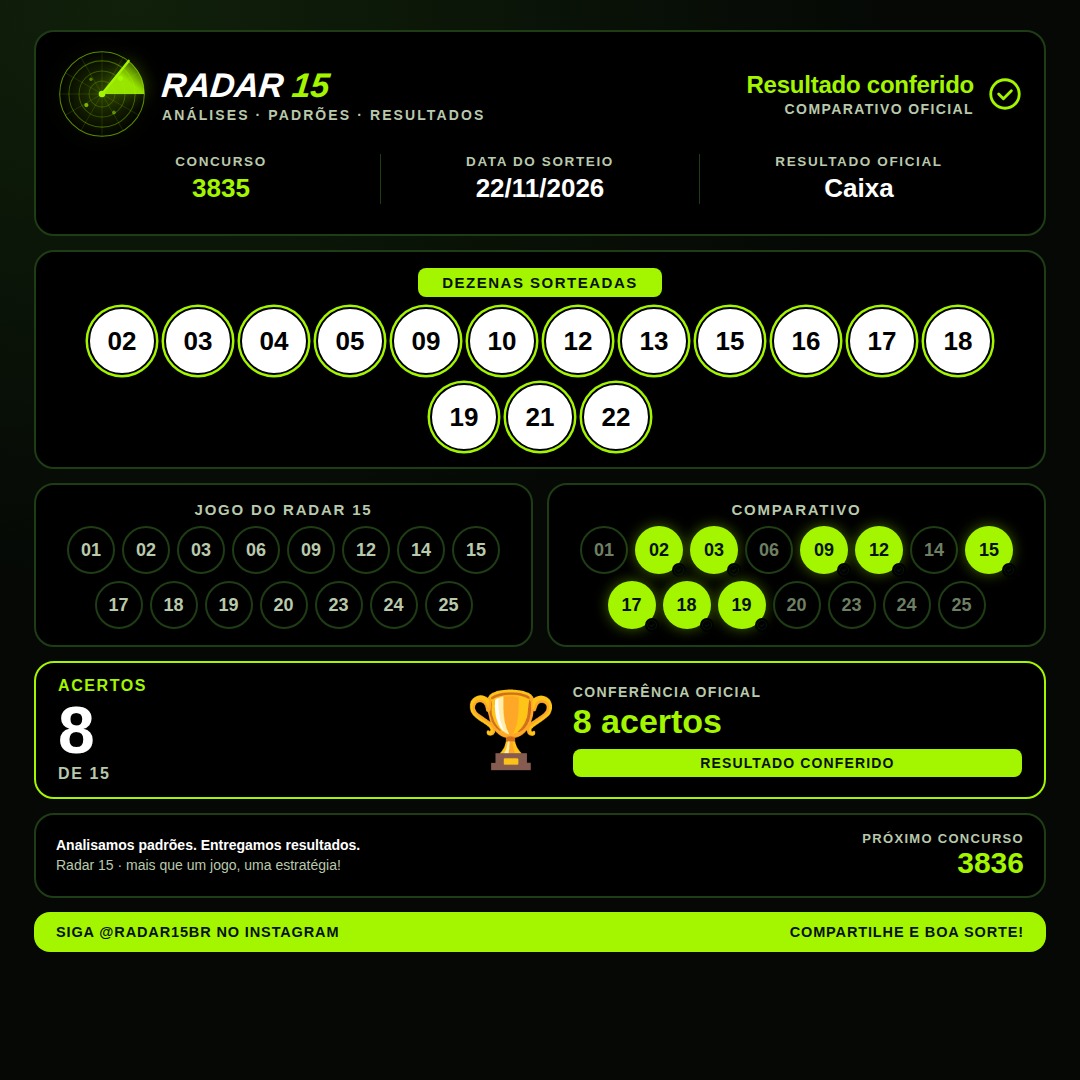 RADAR 15
ANÁLISES · PADRÕES · RESULTADOS
Resultado conferido
COMPARATIVO OFICIAL
CONCURSO
3835
DATA DO SORTEIO
22/11/2026
RESULTADO OFICIAL
Caixa
DEZENAS SORTEADAS
02 03 04 05 09 10 12 13 15 16 17 18
19 21 22
JOGO DO RADAR 15
01 02 03 06 09 12 14 15
17 18 19 20 23 24 25
COMPARATIVO
01 02 03 06 09 12 14 15
17 18 19 20 23 24 25
ACERTOS
8
DE 15
CONFERÊNCIA OFICIAL
8 acertos
RESULTADO CONFERIDO
Analisamos padrões. Entregamos resultados.
Radar 15 · mais que um jogo, uma estratégia!
PRÓXIMO CONCURSO
3836
SIGA @RADAR15BR NO INSTAGRAM
COMPARTILHE E BOA SORTE!